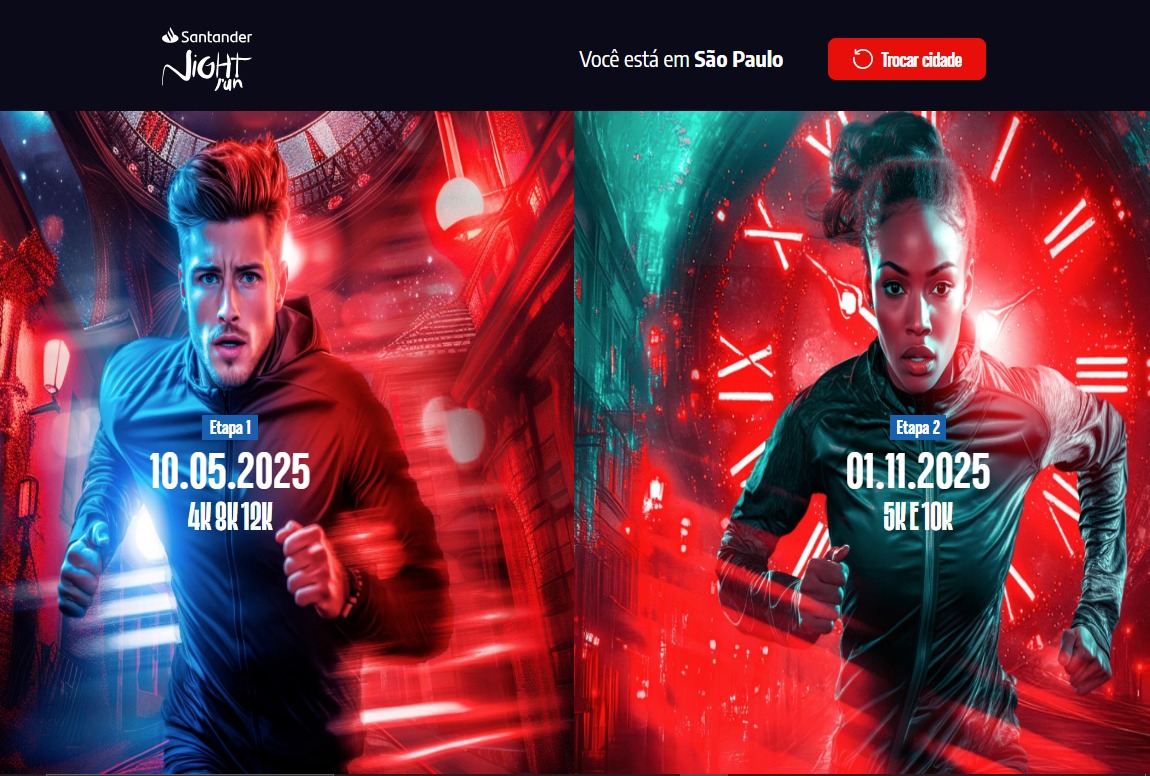 Santander
NIGHT
run
Você está em São Paulo
Trocar cidade
Etapa 1
10.05.2025
4K 8K 12K
Etapa 2
01.11.2025
5K E 10K